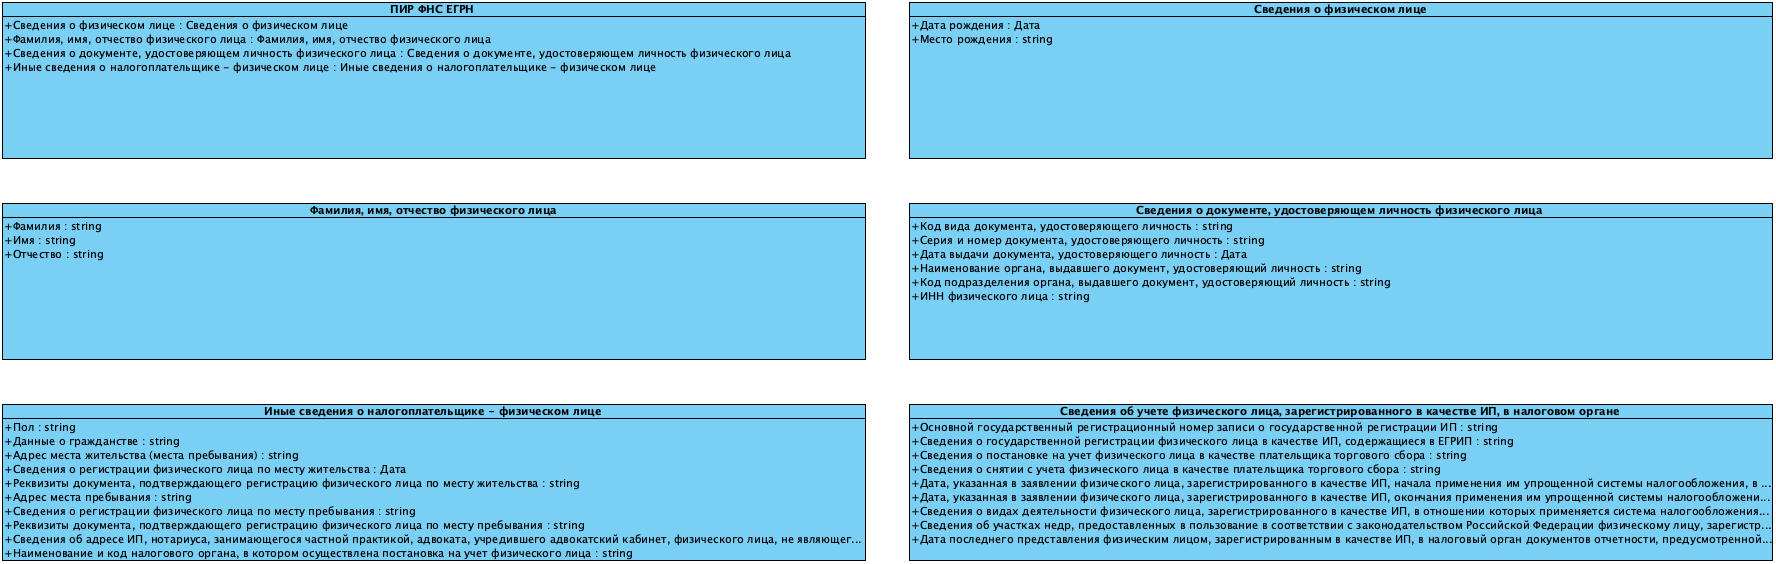 ПИР ФНС ЕГРН
+Сведения о физическом лице : Сведения о физическом лице
+Фамилия, имя, отчество физического лица : Фамилия, имя, отчество физического лица
+Сведения о документе, удостоверяющем личность физического лица : Сведения о документе, удостоверяющем личность физического лица
+Иные сведения о налогоплательщике - физическом лице : Иные сведения о налогоплательщике - физическом лице
Сведения о физическом лице
+Дата рождения : Дата
+Место рождения : string
Фамилия, имя, отчество физического лица
+Фамилия : string
+Имя : string
+Отчество : string
Сведения о документе, удостоверяющем личность физического лица
+Код вида документа, удостоверяющего личность : string
+Серия и номер документа, удостоверяющего личность : string
+Дата выдачи документа, удостоверяющего личность : Дата
+Наименование органа, выдавшего документ, удостоверяющий личность : string
+Код подразделения органа, выдавшего документ, удостоверяющий личность : string
+ИНН физического лица : string
Иные сведения о налогоплательщике - физическом лице
+Пол : string
+Данные о гражданстве : string
+Адрес места жительства (места пребывания) : string
+Сведения о регистрации физического лица по месту жительства : Дата
+Реквизиты документа, подтверждающего регистрацию физического лица по месту жительства : string
+Адрес места пребывания : string
+Сведения о регистрации физического лица по месту пребывания : string
+Реквизиты документа, подтверждающего регистрацию физического лица по месту пребывания : string
+Сведения об адресе ИП, нотариуса, занимающегося частной практикой, адвоката, учредившего адвокатский кабинет, физического лица, не являющег...
+Наименование и код налогового органа, в котором осуществлена постановка на учет физического лица : string
Сведения об учете физического лица, зарегистрированного в качестве ИП, в налоговом органе
+Основной государственный регистрационный номер записи о государственной регистрации ИП : string
+Сведения о государственной регистрации физического лица в качестве ИП, содержащиеся в ЕГРИП : string
+Сведения о постановке на учет физического лица в качестве плательщика торгового сбора : string
+Сведения о снятии с учета физического лица в качестве плательщика торгового сбора : string
+Дата, указанная в заявлении физического лица, зарегистрированного в качестве ИП, начала применения им упрощенной системы налогообложения, в ...
+Дата, указанная в заявлении физического лица, зарегистрированного в качестве ИП, окончания применения им упрощенной системы налогообложени...
+Сведения о видах деятельности физического лица, зарегистрированного в качестве ИП, в отношении которых применяется система налогообложения...
+Сведения об участках недр, предоставленных в пользование в соответствии с законодательством Российской Федерации физическому лицу, зарегистр...
+Дата последнего представления физическим лицом, зарегистрированным в качестве ИП, в налоговый орган документов отчетности, предусмотренной...